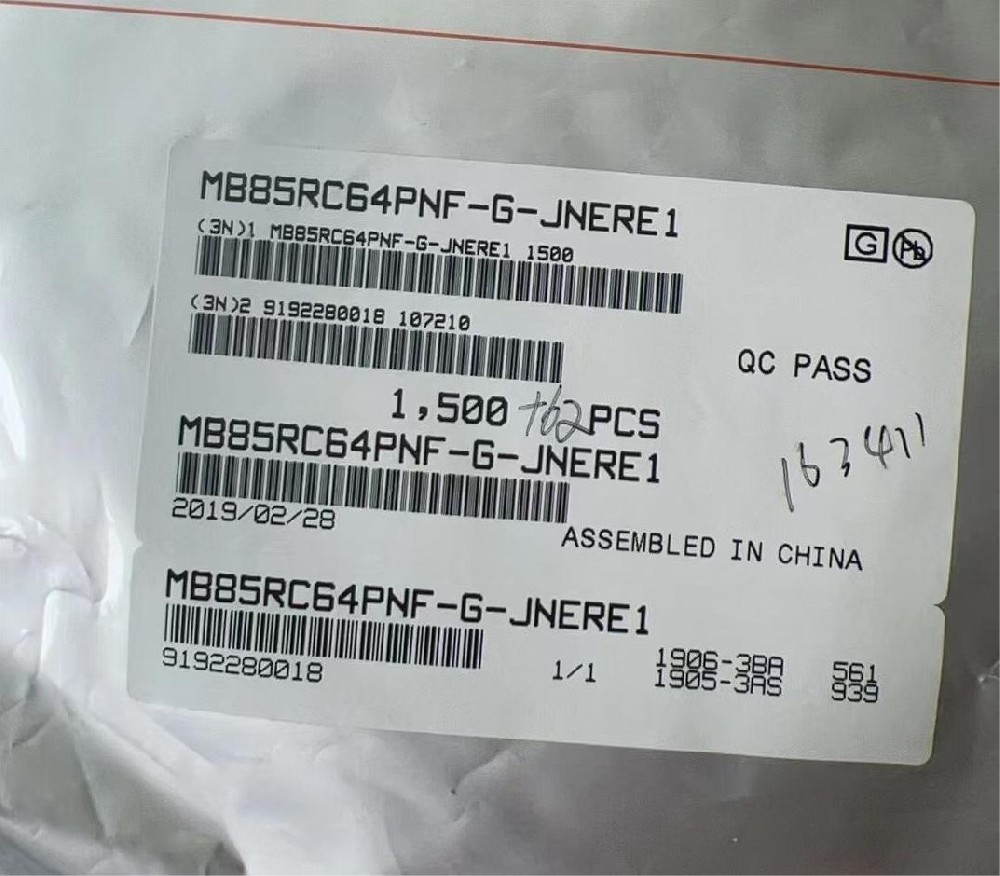 MB85RC64PNF-G-JNERE1
(3N)1 MB85RC64PNF-G-JNERE1 1500
G Pb
(3N)2 9192280018 107210
QC PASS
1,500 +62 PCS
MB85RC64PNF-G-JNERE1
163411
2019/02/28
ASSEMBLED IN CHINA
MB85RC64PNF-G-JNERE1
9192280018 1/1 1906-3BA 561
1905-3AS 939